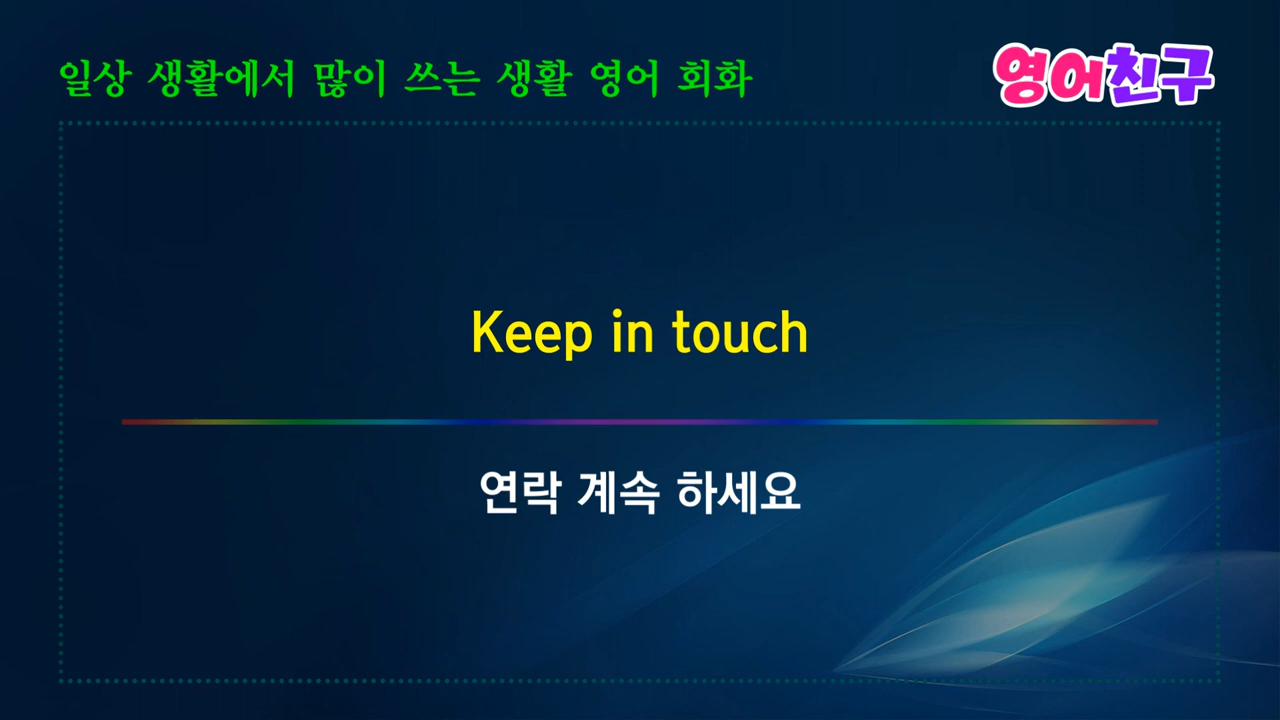 일상 생활에서 많이 쓰는 생활 영어 회화
영어친구
Keep in touch
연락 계속 하세요